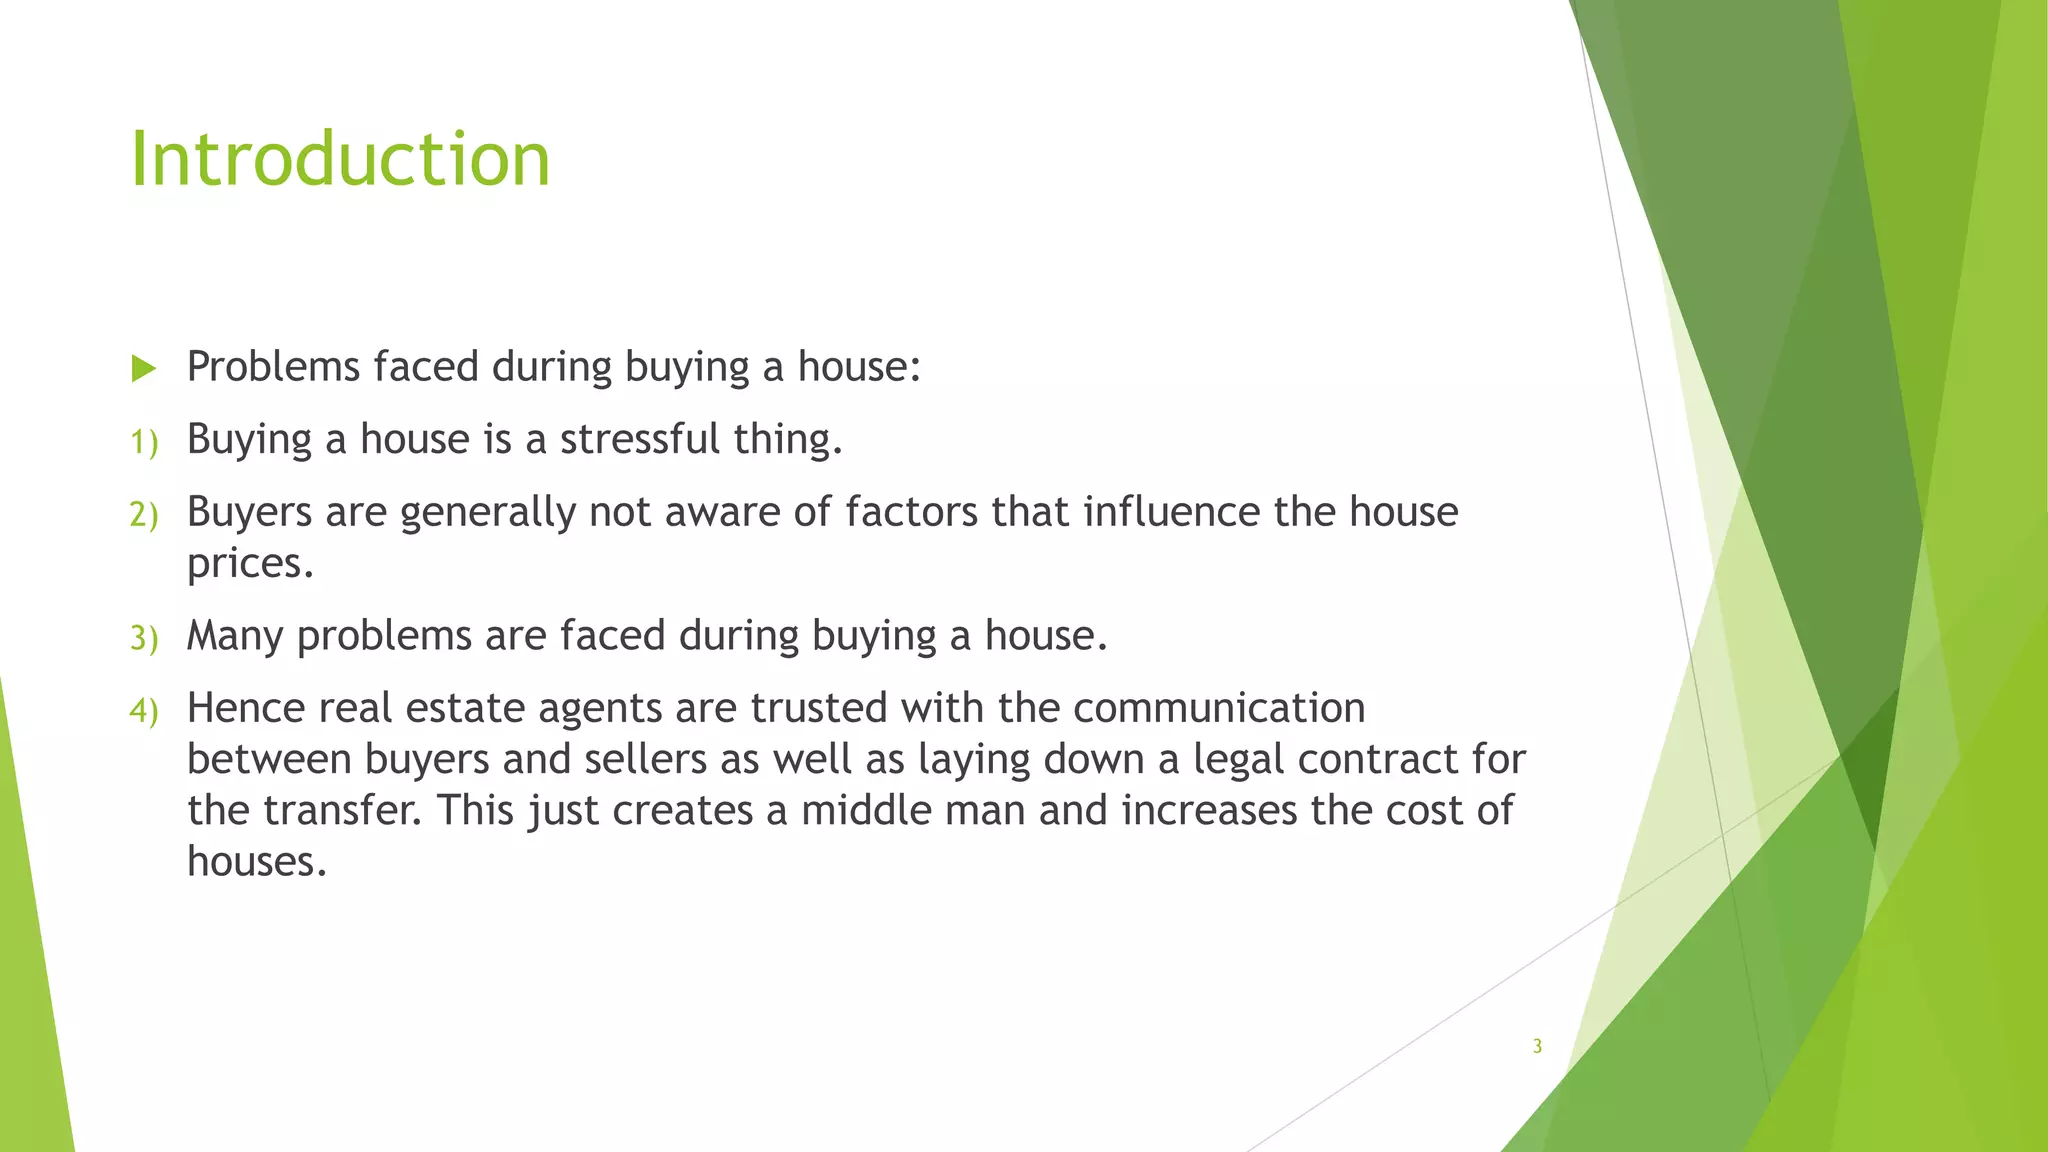 Introduction
Problems faced during buying a house:
1) Buying a house is a stressful thing.
2) Buyers are generally not aware of factors that influence the house
prices.
3) Many problems are faced during buying a house.
4) Hence real estate agents are trusted with the communication
between buyers and sellers as well as laying down a legal contract for
the transfer. This just creates a middle man and increases the cost of
houses.
3